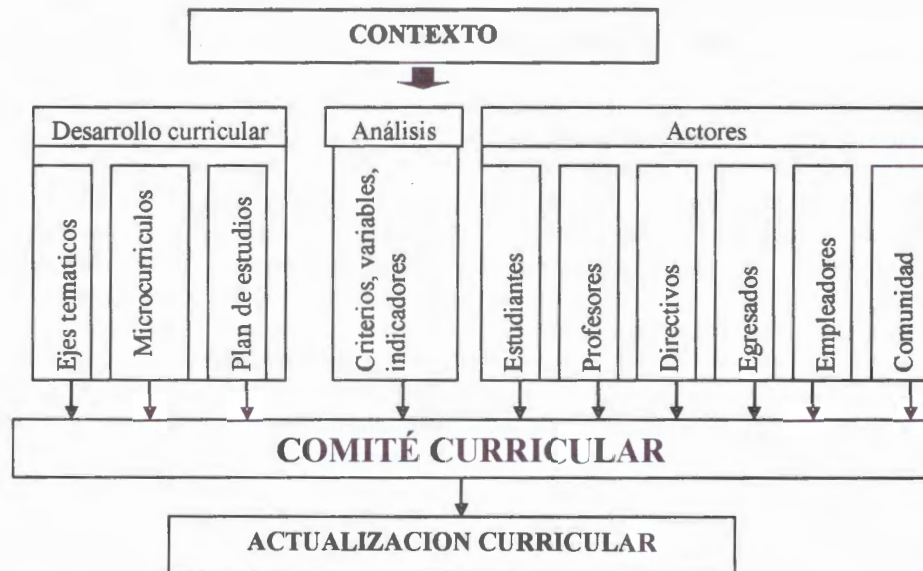 CONTEXTO
Desarrollo curricular
Análisis
Actores
Ejes tematicos
Microcurriculos
Plan de estudios
Criterios, variables,
indicadores
Estudiantes
Profesores
Directivos
Egresados
Empleadores
Comunidad
COMITÉ CURRICULAR
ACTUALIZACION CURRICULAR